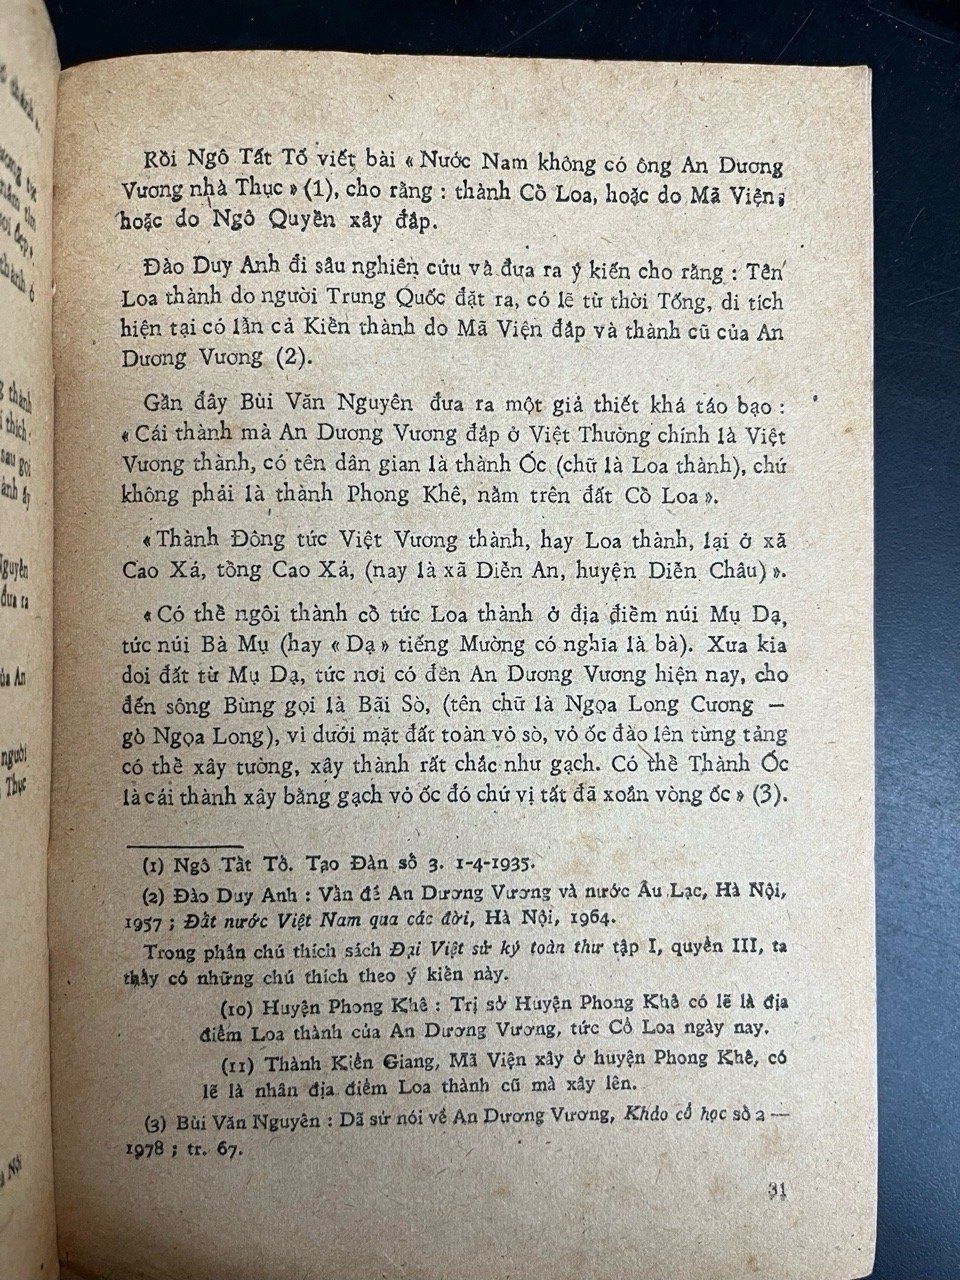 Rồi Ngô Tất Tố viết bài « Nước Nam không có ông An Dương
Vương nhà Thục » (1), cho rằng : thành Cổ Loa, hoặc do Mã Viện,
hoặc do Ngô Quyền xây đắp.
Đào Duy Anh đi sâu nghiên cứu và đưa ra ý kiến cho rằng : Tên
Loa thành do người Trung Quốc đặt ra, có lẽ từ thời Tống, di tích
hiện tại có lẫn cả Kiển thành do Mã Viện đắp và thành cũ của An
Dương Vương (2).
Gần đây Bùi Văn Nguyên đưa ra một giả thiết khá táo bạo :
« Cái thành mà An Dương Vương đắp ở Việt Thường chính là Việt
Vương thành, có tên dân gian là thành Ốc (chữ là Loa thành), chứ
không phải là thành Phong Khê, nằm trên đất Cổ Loa ».
« Thành Đông tức Việt Vương thành, hay Loa thành, lại ở xã
Cao Xá, tổng Cao Xá, (nay là xã Diễn An, huyện Diễn Châu) ».
« Có thể ngôi thành cổ tức Loa thành ở địa điểm núi Mụ Dạ,
tức núi Bà Mụ (hay « Dạ » tiếng Mường có nghĩa là bà). Xưa kia
doi đất từ Mụ Dạ, tức nơi có đền An Dương Vương hiện nay, cho
đến sông Bùng gọi là Bãi Sò, (tên chữ là Ngọa Long Cương —
gò Ngọa Long), vì dưới mặt đất toàn vỏ sò, vỏ ốc đào lên từng tảng
có thể xây tường, xây thành rất chắc như gạch. Có thể Thành Ốc
là cái thành xây bằng gạch vỏ ốc đó chứ vị tất đã xoắn vòng ốc » (3).
(1) Ngô Tất Tố. Tạo Đàn số 3. 1-4-1935.
(2) Đào Duy Anh : Vấn đề An Dương Vương và nước Âu Lạc, Hà Nội,
1957 ; Đất nước Việt Nam qua các đời, Hà Nội, 1964.
Trong phần chú thích sách Đại Việt sử ký toàn thư tập I, quyển III, ta
thấy có những chú thích theo ý kiến này.
(10) Huyện Phong Khê : Trị sở Huyện Phong Khê có lẽ là địa
điểm Loa thành của An Dương Vương, tức Cổ Loa ngày nay.
(11) Thành Kiển Giang, Mã Viện xây ở huyện Phong Khê, có
lẽ là nhân địa điểm Loa thành cũ mà xây lên.
(3) Bùi Văn Nguyên : Dã sử nói về An Dương Vương, Khảo cổ học số 2 —
1978 ; tr. 67.
31